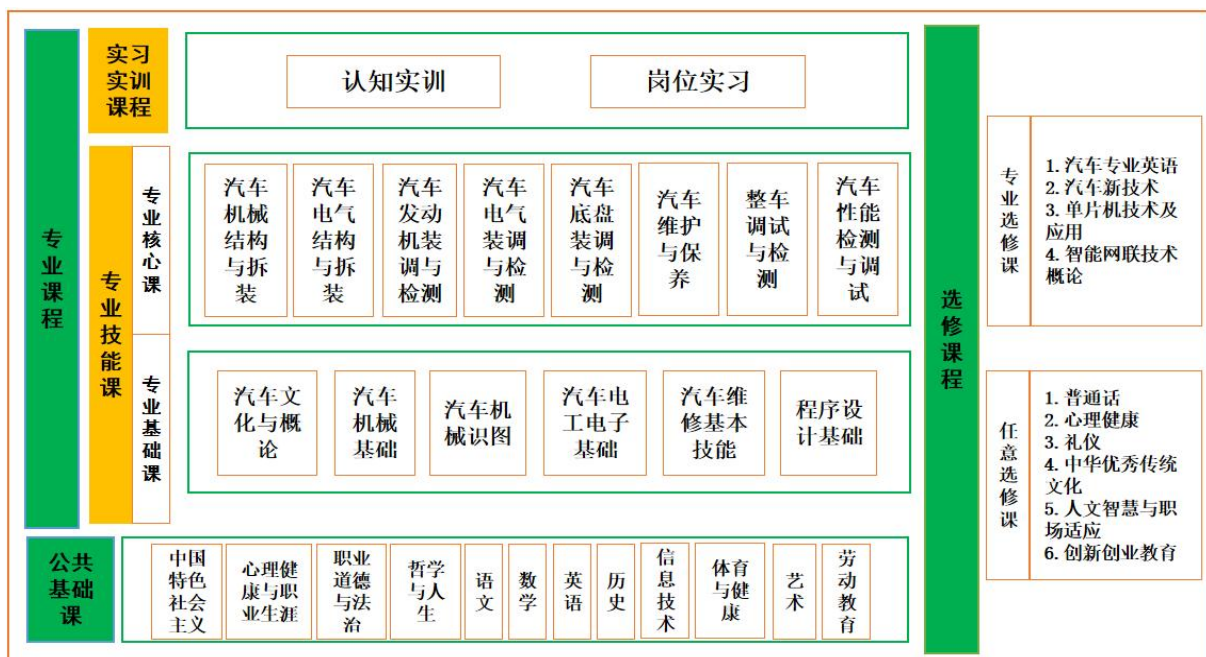 实习
实训
课程
认知实训
岗位实习
专业课程
专业技能课
专业核心课
汽车
机械
结构
与拆
装
汽车
电气
结构
与拆
装
汽车
发动
机装
调与
检测
汽车
电气
装调
与检
测
汽车
底盘
装调
与检
测
汽车
维护
与保
养
整车
调试
与检
测
汽车
性能
检测
与调
试
专业基础课
汽车文
化与概
论
汽车
机械
基础
汽车机
械识图
汽车电
工电子
基础
汽车维
修基本
技能
程序设
计基础
公共
基础
课
中国
特色
社会
主义
心理健
康与职
业生涯
职业
道德
与法
治
哲学
与人
生
语文
数学
英语
历史
信息技术
体育
与健
康
艺术
劳动教育
选修课程
专业选修课
1. 汽车专业英语
2. 汽车新技术
3. 单片机技术及
应用
4. 智能网联技术
概论
任意选修课
1. 普通话
2. 心理健康
3. 礼仪
4. 中华优秀传统
文化
5. 人文智慧与职
场适应
6. 创新创业教育